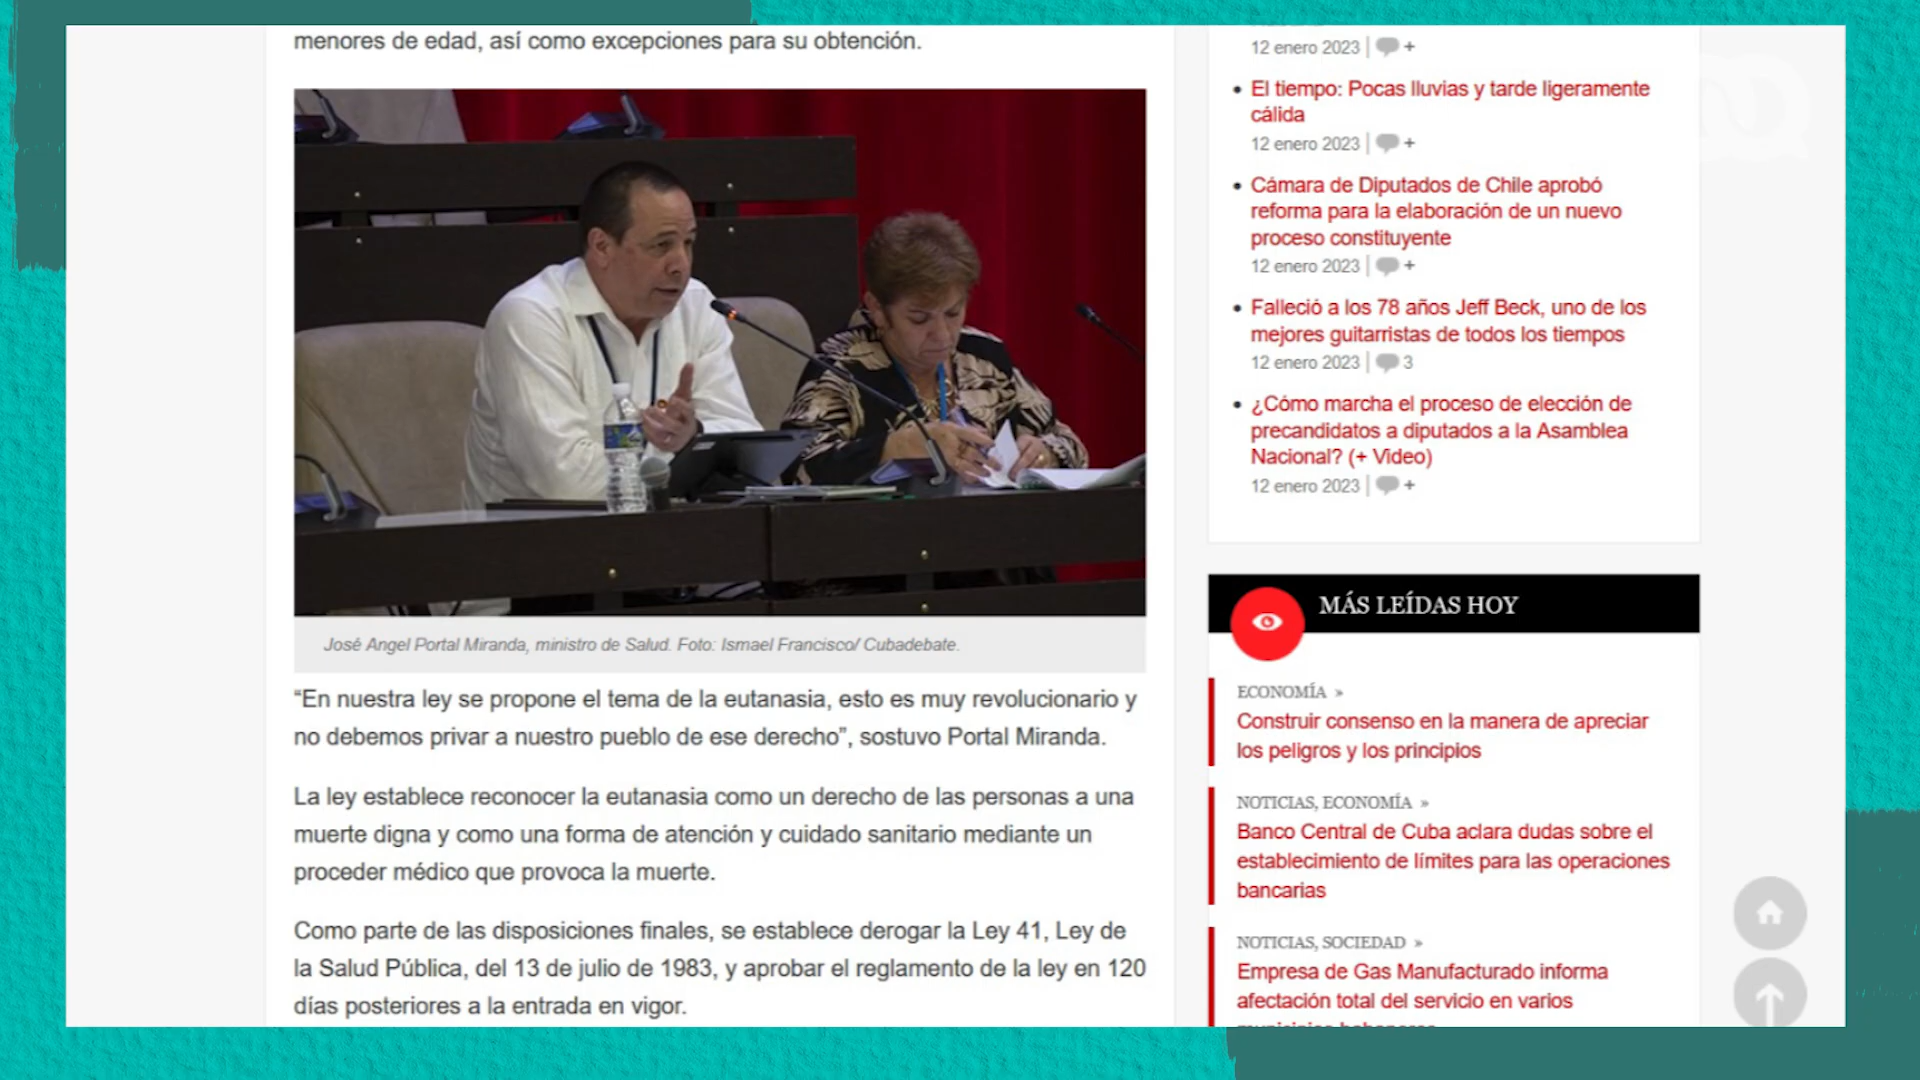 menores de edad, así como excepciones para su obtención.
José Angel Portal Miranda, ministro de Salud. Foto: Ismael Francisco/ Cubadebate.
“En nuestra ley se propone el tema de la eutanasia, esto es muy revolucionario y
no debemos privar a nuestro pueblo de ese derecho”, sostuvo Portal Miranda.
La ley establece reconocer la eutanasia como un derecho de las personas a una
muerte digna y como una forma de atención y cuidado sanitario mediante un
proceder médico que provoca la muerte.
Como parte de las disposiciones finales, se establece derogar la Ley 41, Ley de
la Salud Pública, del 13 de julio de 1983, y aprobar el reglamento de la ley en 120
días posteriores a la entrada en vigor.
12 enero 2023 | +
El tiempo: Pocas lluvias y tarde ligeramente
cálida
12 enero 2023 | +
Cámara de Diputados de Chile aprobó
reforma para la elaboración de un nuevo
proceso constituyente
12 enero 2023 | +
Falleció a los 78 años Jeff Beck, uno de los
mejores guitarristas de todos los tiempos
12 enero 2023 | 3
¿Cómo marcha el proceso de elección de
precandidatos a diputados a la Asamblea
Nacional? (+ Video)
12 enero 2023 | +
MÁS LEÍDAS HOY
ECONOMÍA »
Construir consenso en la manera de apreciar
los peligros y los principios
NOTICIAS, ECONOMÍA »
Banco Central de Cuba aclara dudas sobre el
establecimiento de límites para las operaciones
bancarias
NOTICIAS, SOCIEDAD »
Empresa de Gas Manufacturado informa
afectación total del servicio en varios